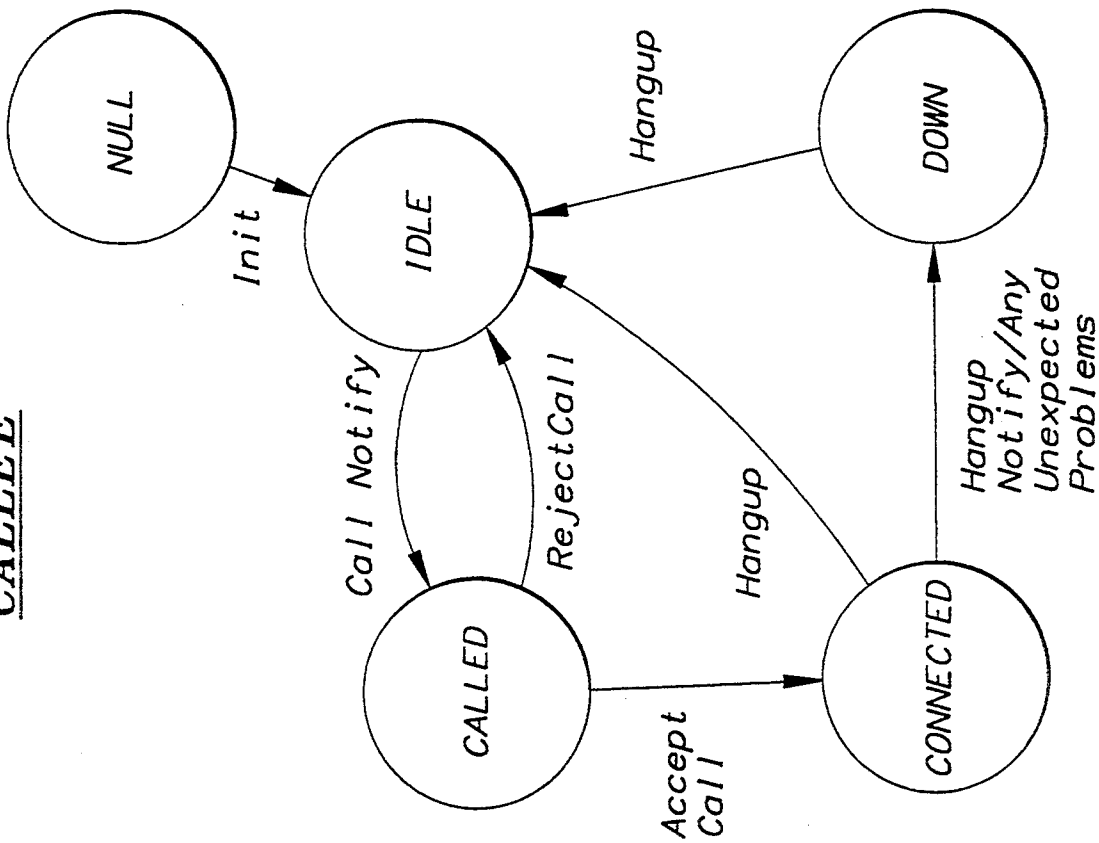 CALLEE
NULL
Init
Call Notify
IDLE
CALLED
RejectCall
Hangup
Accept
Call
Hangup
CONNECTED
DOWN
Hangup
Notify/Any
Unexpected
Problems